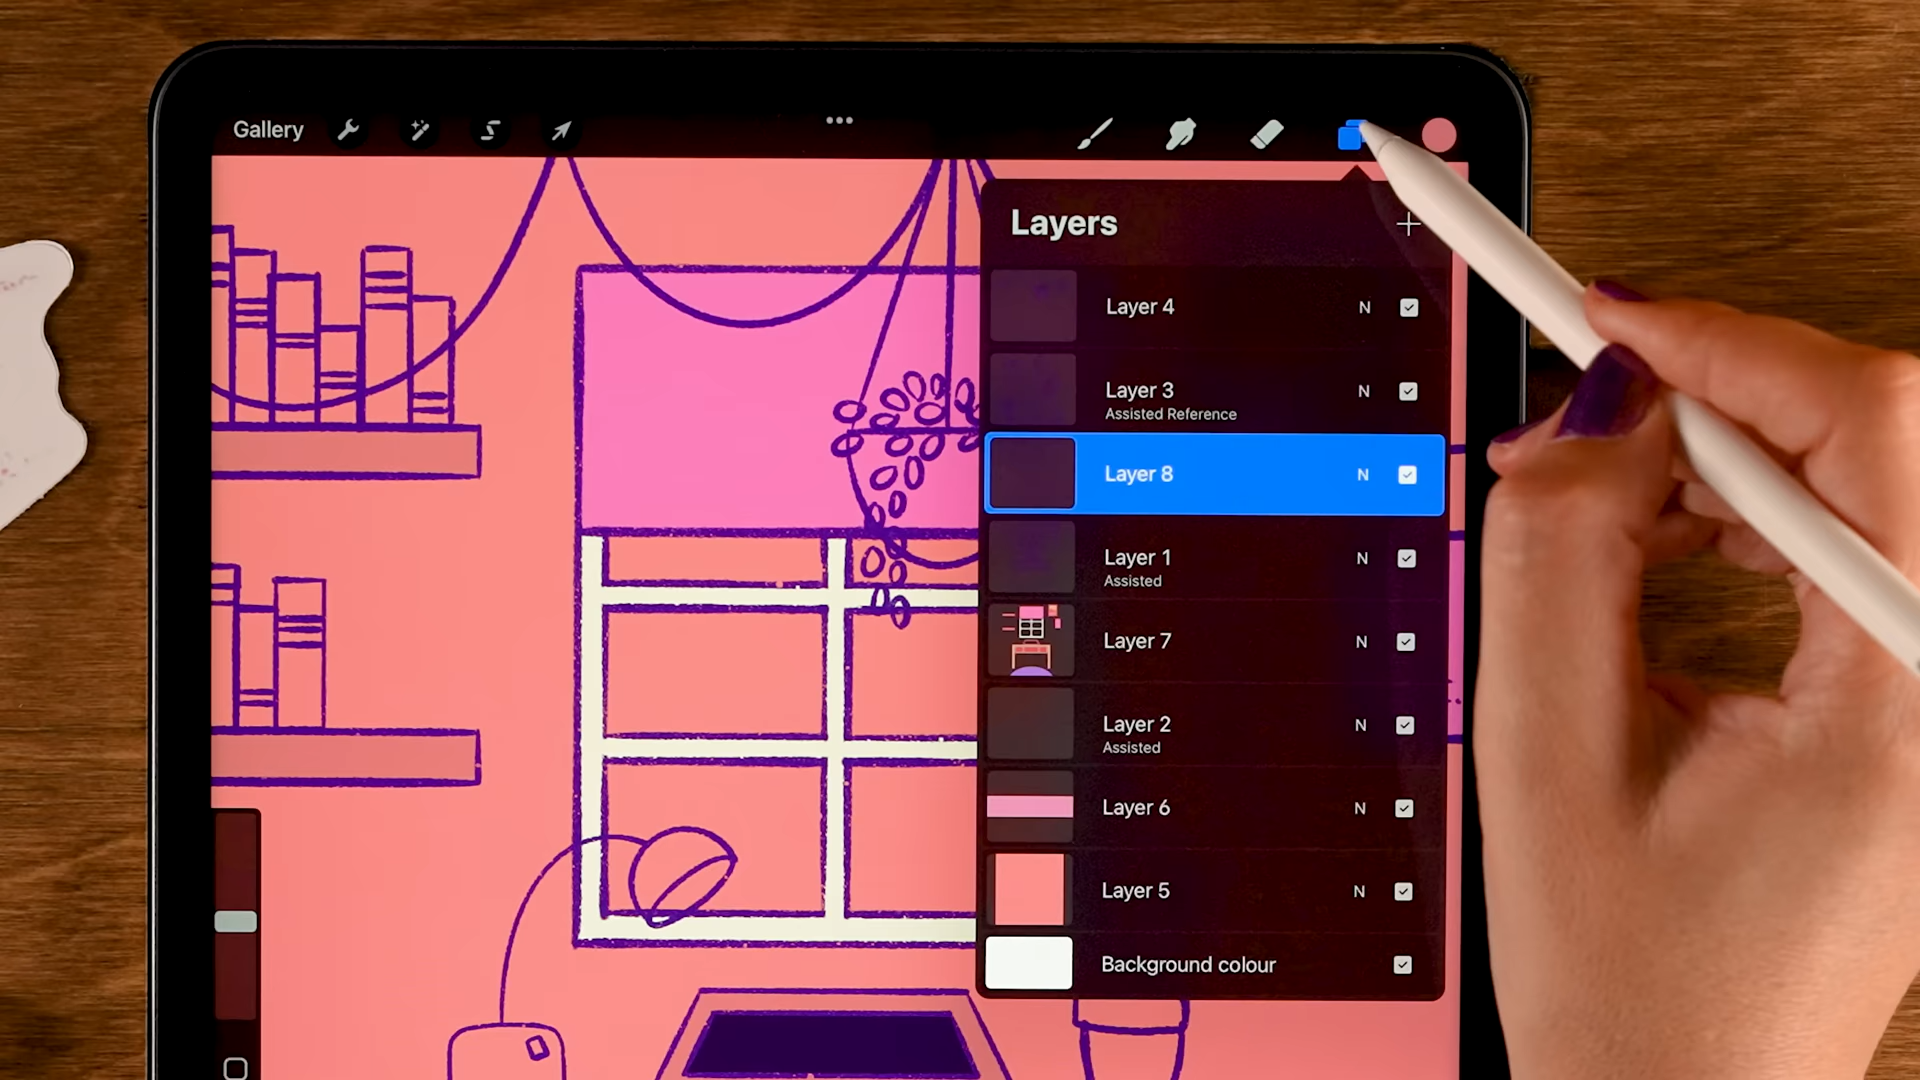 Gallery
Layers
Layer 4 N
Layer 3 N
Assisted Reference
Layer 8 N
Layer 1 N
Assisted
Layer 7 N
Layer 2 N
Assisted
Layer 6 N
Layer 5 N
Background colour